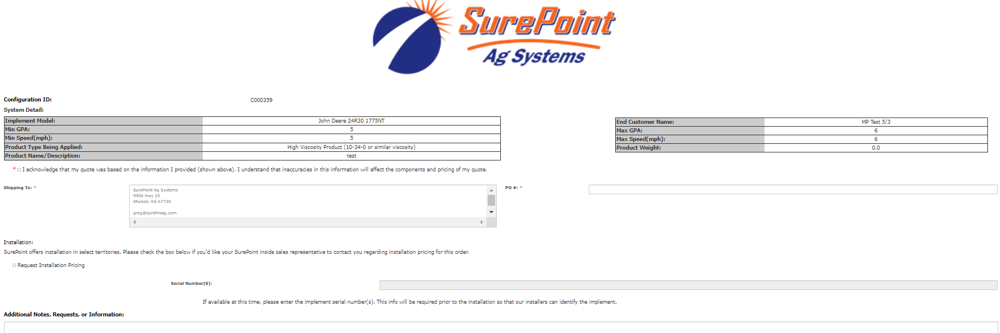 SurePoint
Ag Systems
Configuration ID: C000359
System Detail:
Implement Model: John Deere 24R30 1775NT
Min GPA: 5
Min Speed(mph): 5
Product Type Being Applied: High Viscosity Product (10-34-0 or similar viscosity)
Product Name/Description: test
End Customer Name: MP Test 5/3
Max GPA: 6
Max Speed(mph): 6
Product Weight: 0.0
* I acknowledge that my quote was based on the information I provided (shown above). I understand that inaccuracies in this information will affect the components and pricing of my quote.
Shipping To: *
SurePoint Ag Systems
9904 Hwy 25
Atwood, KS 67730
greg@surefireag.com
PO #: *
Installation:
SurePoint offers installation in select territories. Please check the box below if you'd like your SurePoint inside sales representative to contact you regarding installation pricing for this order.
Request Installation Pricing
Serial Number[S]:
If available at this time, please enter the implement serial number(s). This info will be required prior to the installation so that our installers can identify the implement.
Additional Notes, Requests, or Information: